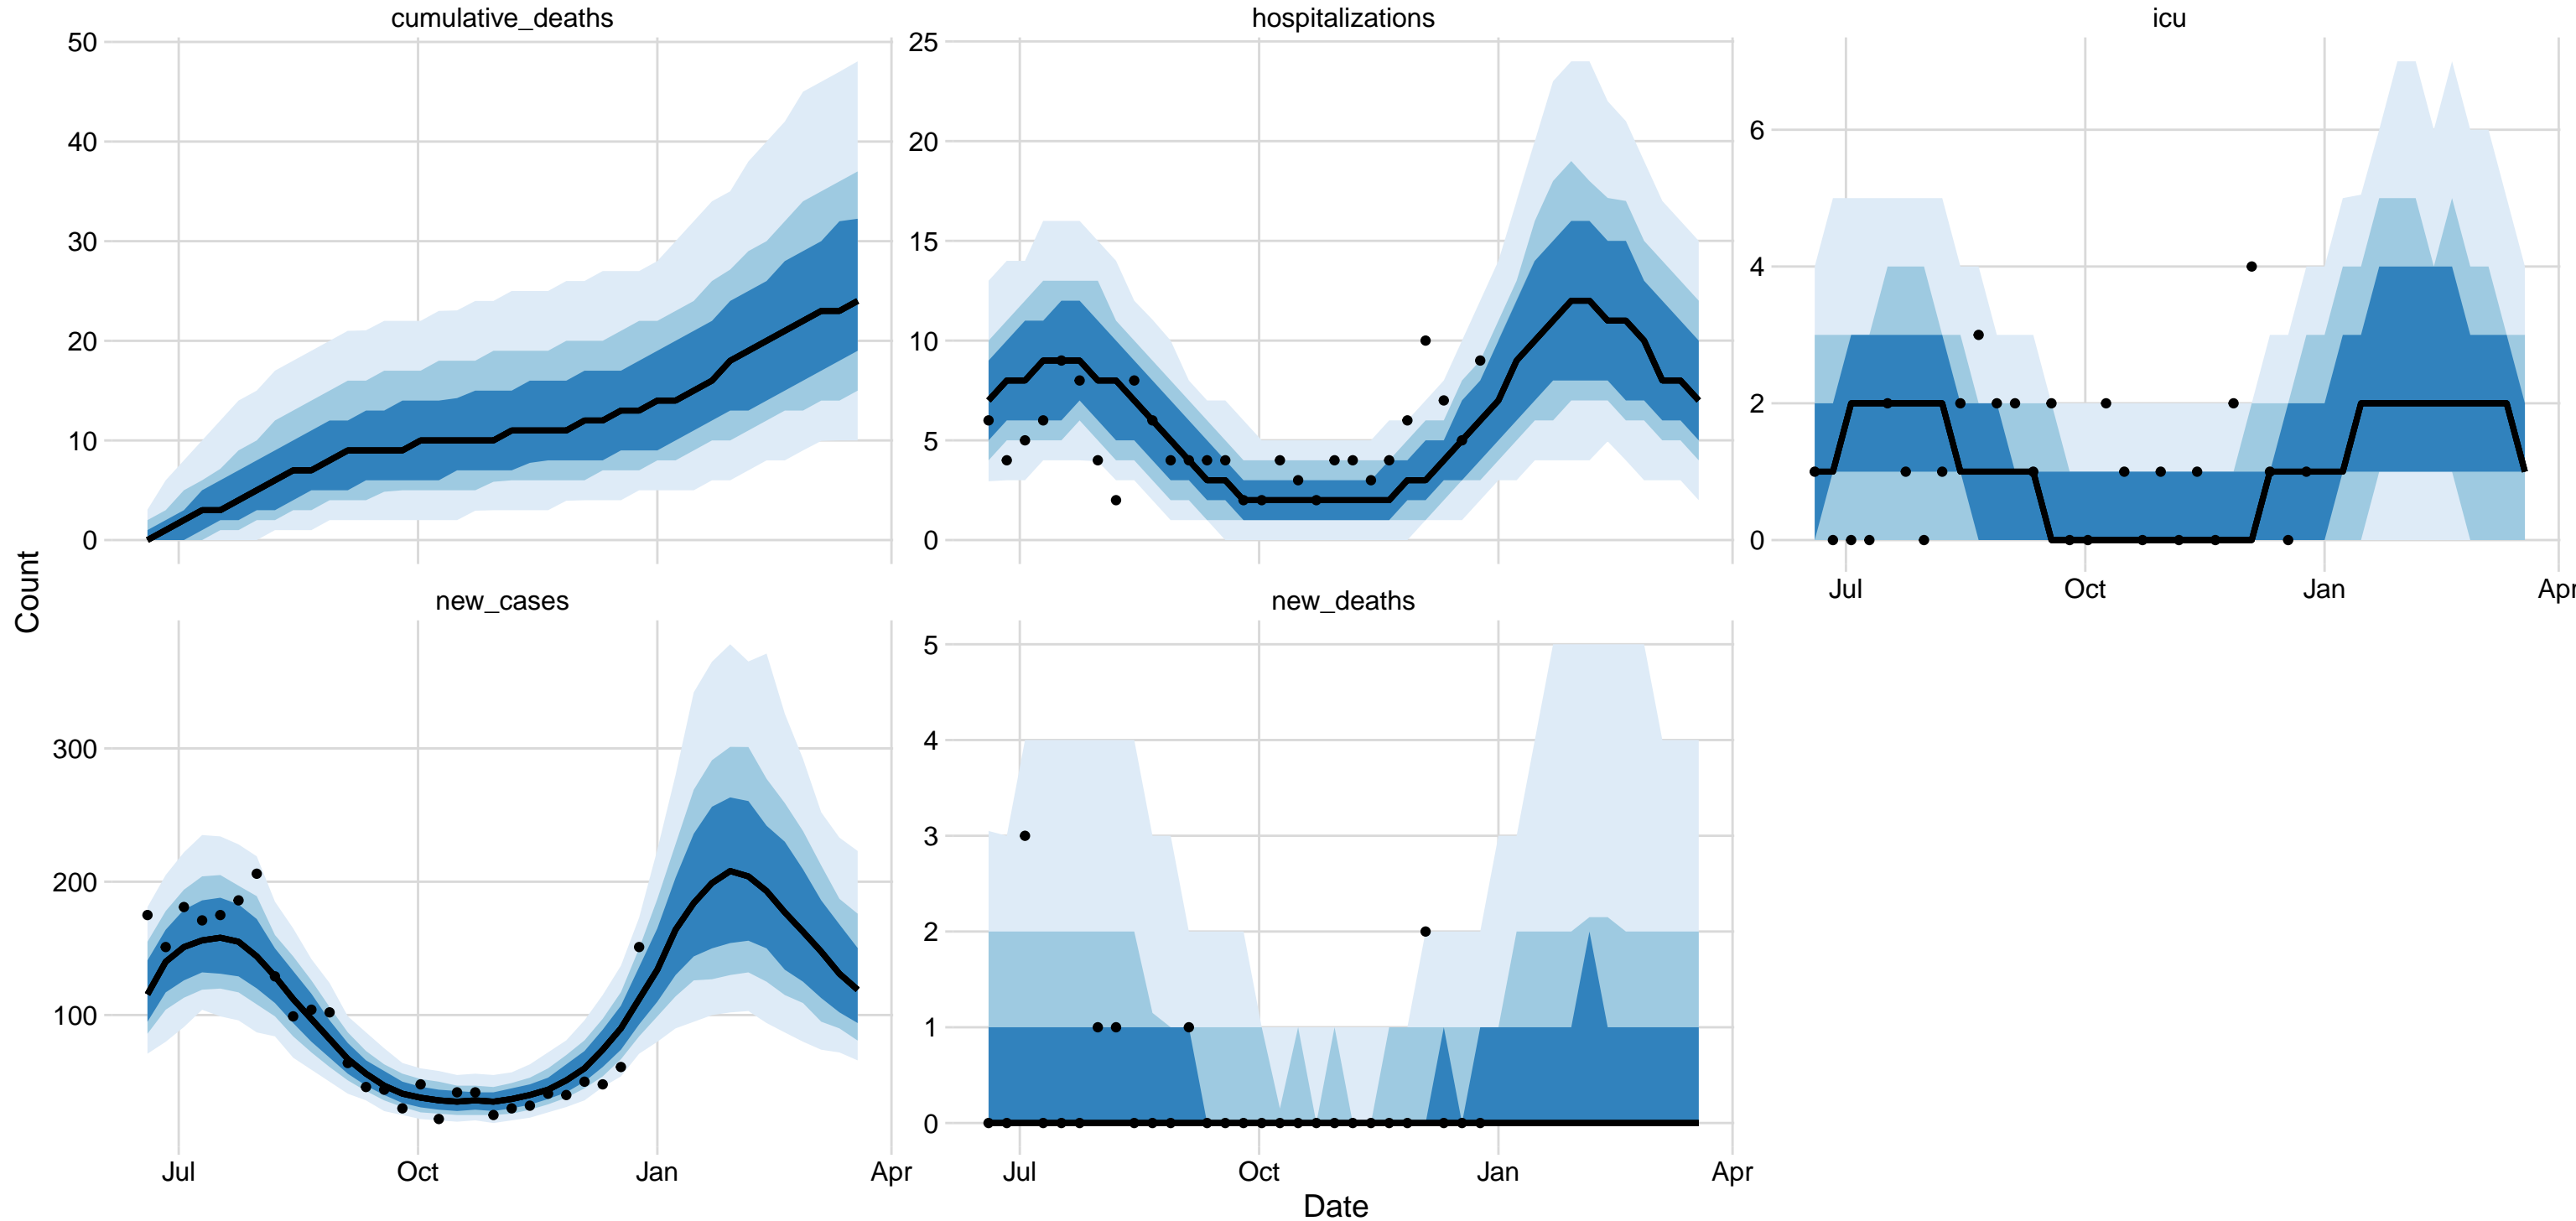 cumulative_deaths
50
40
30
20
10
0
hospitalizations
25
20
15
10
5
0
icu
6
4
2
0
Jul
Oct
Jan
Apr
Count
new_cases
300
200
100
Jul
Oct
Jan
Apr
new_deaths
5
4
3
2
1
0
Jul
Oct
Jan
Apr
Date